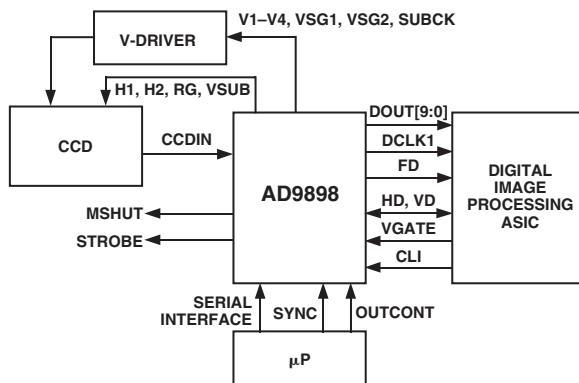 V1–V4, VSG1, VSG2, SUBCK
V-DRIVER
H1, H2, RG, VSUB
CCD
CCDIN
AD9898
DOUT[9:0]
DCLK1
FD
HD, VD
VGATE
CLI
DIGITAL
IMAGE
PROCESSING
ASIC
MSHUT
STROBE
SERIAL
INTERFACE
SYNC
OUTCONT
μP